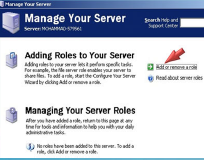 Manage Your Server
Manage Your Server
Server: MOHAMMAD-S79561
Search Help and
Support Center
Adding Roles to Your Server
Adding roles to your server lets it perform specific tasks.
For example, the file server role enables your server to
share files. To add a role, start the Configure Your Server
Wizard by clicking Add or remove a role.
Add or remove a role
Read about server roles
Managing Your Server Roles
After you have added a role, return to this page at any
time for tools and information to help you with your daily
administrative tasks.
No roles have been added to this server. To add a
role, click Add or remove a role.